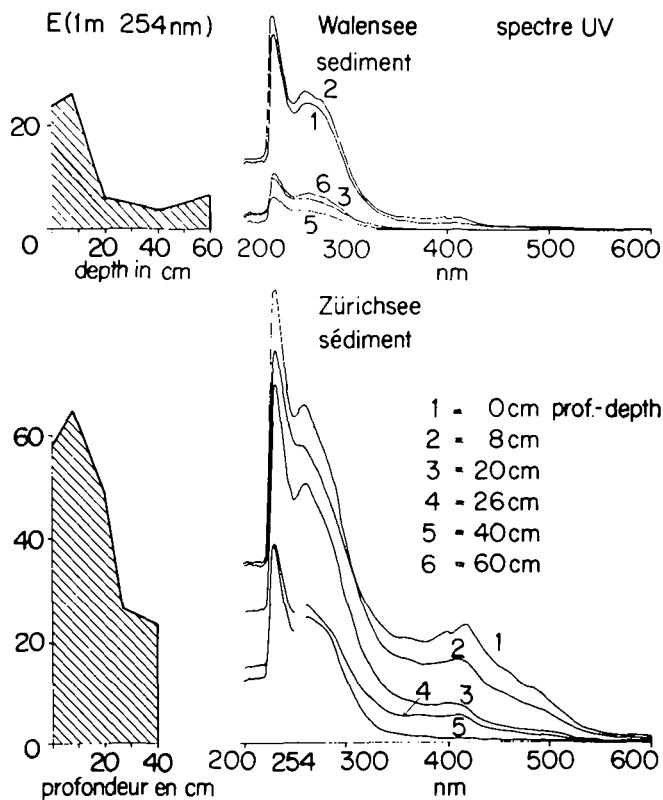 E(1m 254nm)
Walensee
sediment
spectre UV
20
0
20 40 60
depth in cm
2
1
6
3
5
200 300 400 500 600
nm
Zürichsee
sédiment
1 = 0cm prof.-depth
2 = 8cm
3 = 20cm
4 = 26cm
5 = 40cm
6 = 60cm
60
40
20
0
20 40
profondeur en cm
1
2
3
4
5
200 254 300 400 500 600
nm